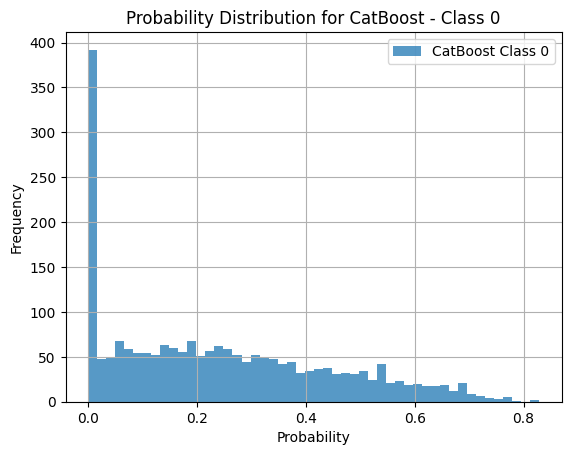 Probability Distribution for CatBoost - Class 0
CatBoost Class 0
Frequency
400
350
300
250
200
150
100
50
0
0.0 0.2 0.4 0.6 0.8
Probability